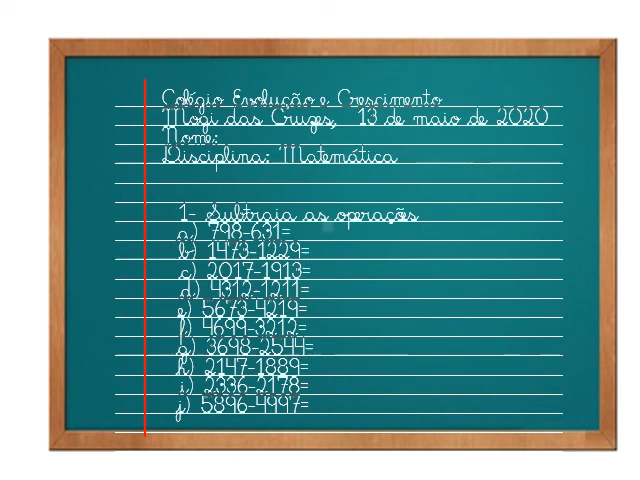 Colégio Evolução e Crescimento
Mogi das Cruzes, 13 de maio de 2020
Nome:
Disciplina: Matemática
1- Subtraia as operações
a) 798-631=
b) 1473-1229=
c) 2017-1913=
d) 4312-1211=
e) 5673-4219=
f) 4699-3212=
g) 3698-2544=
h) 2147-1889=
i) 2336-2178=
j) 5896-4997=